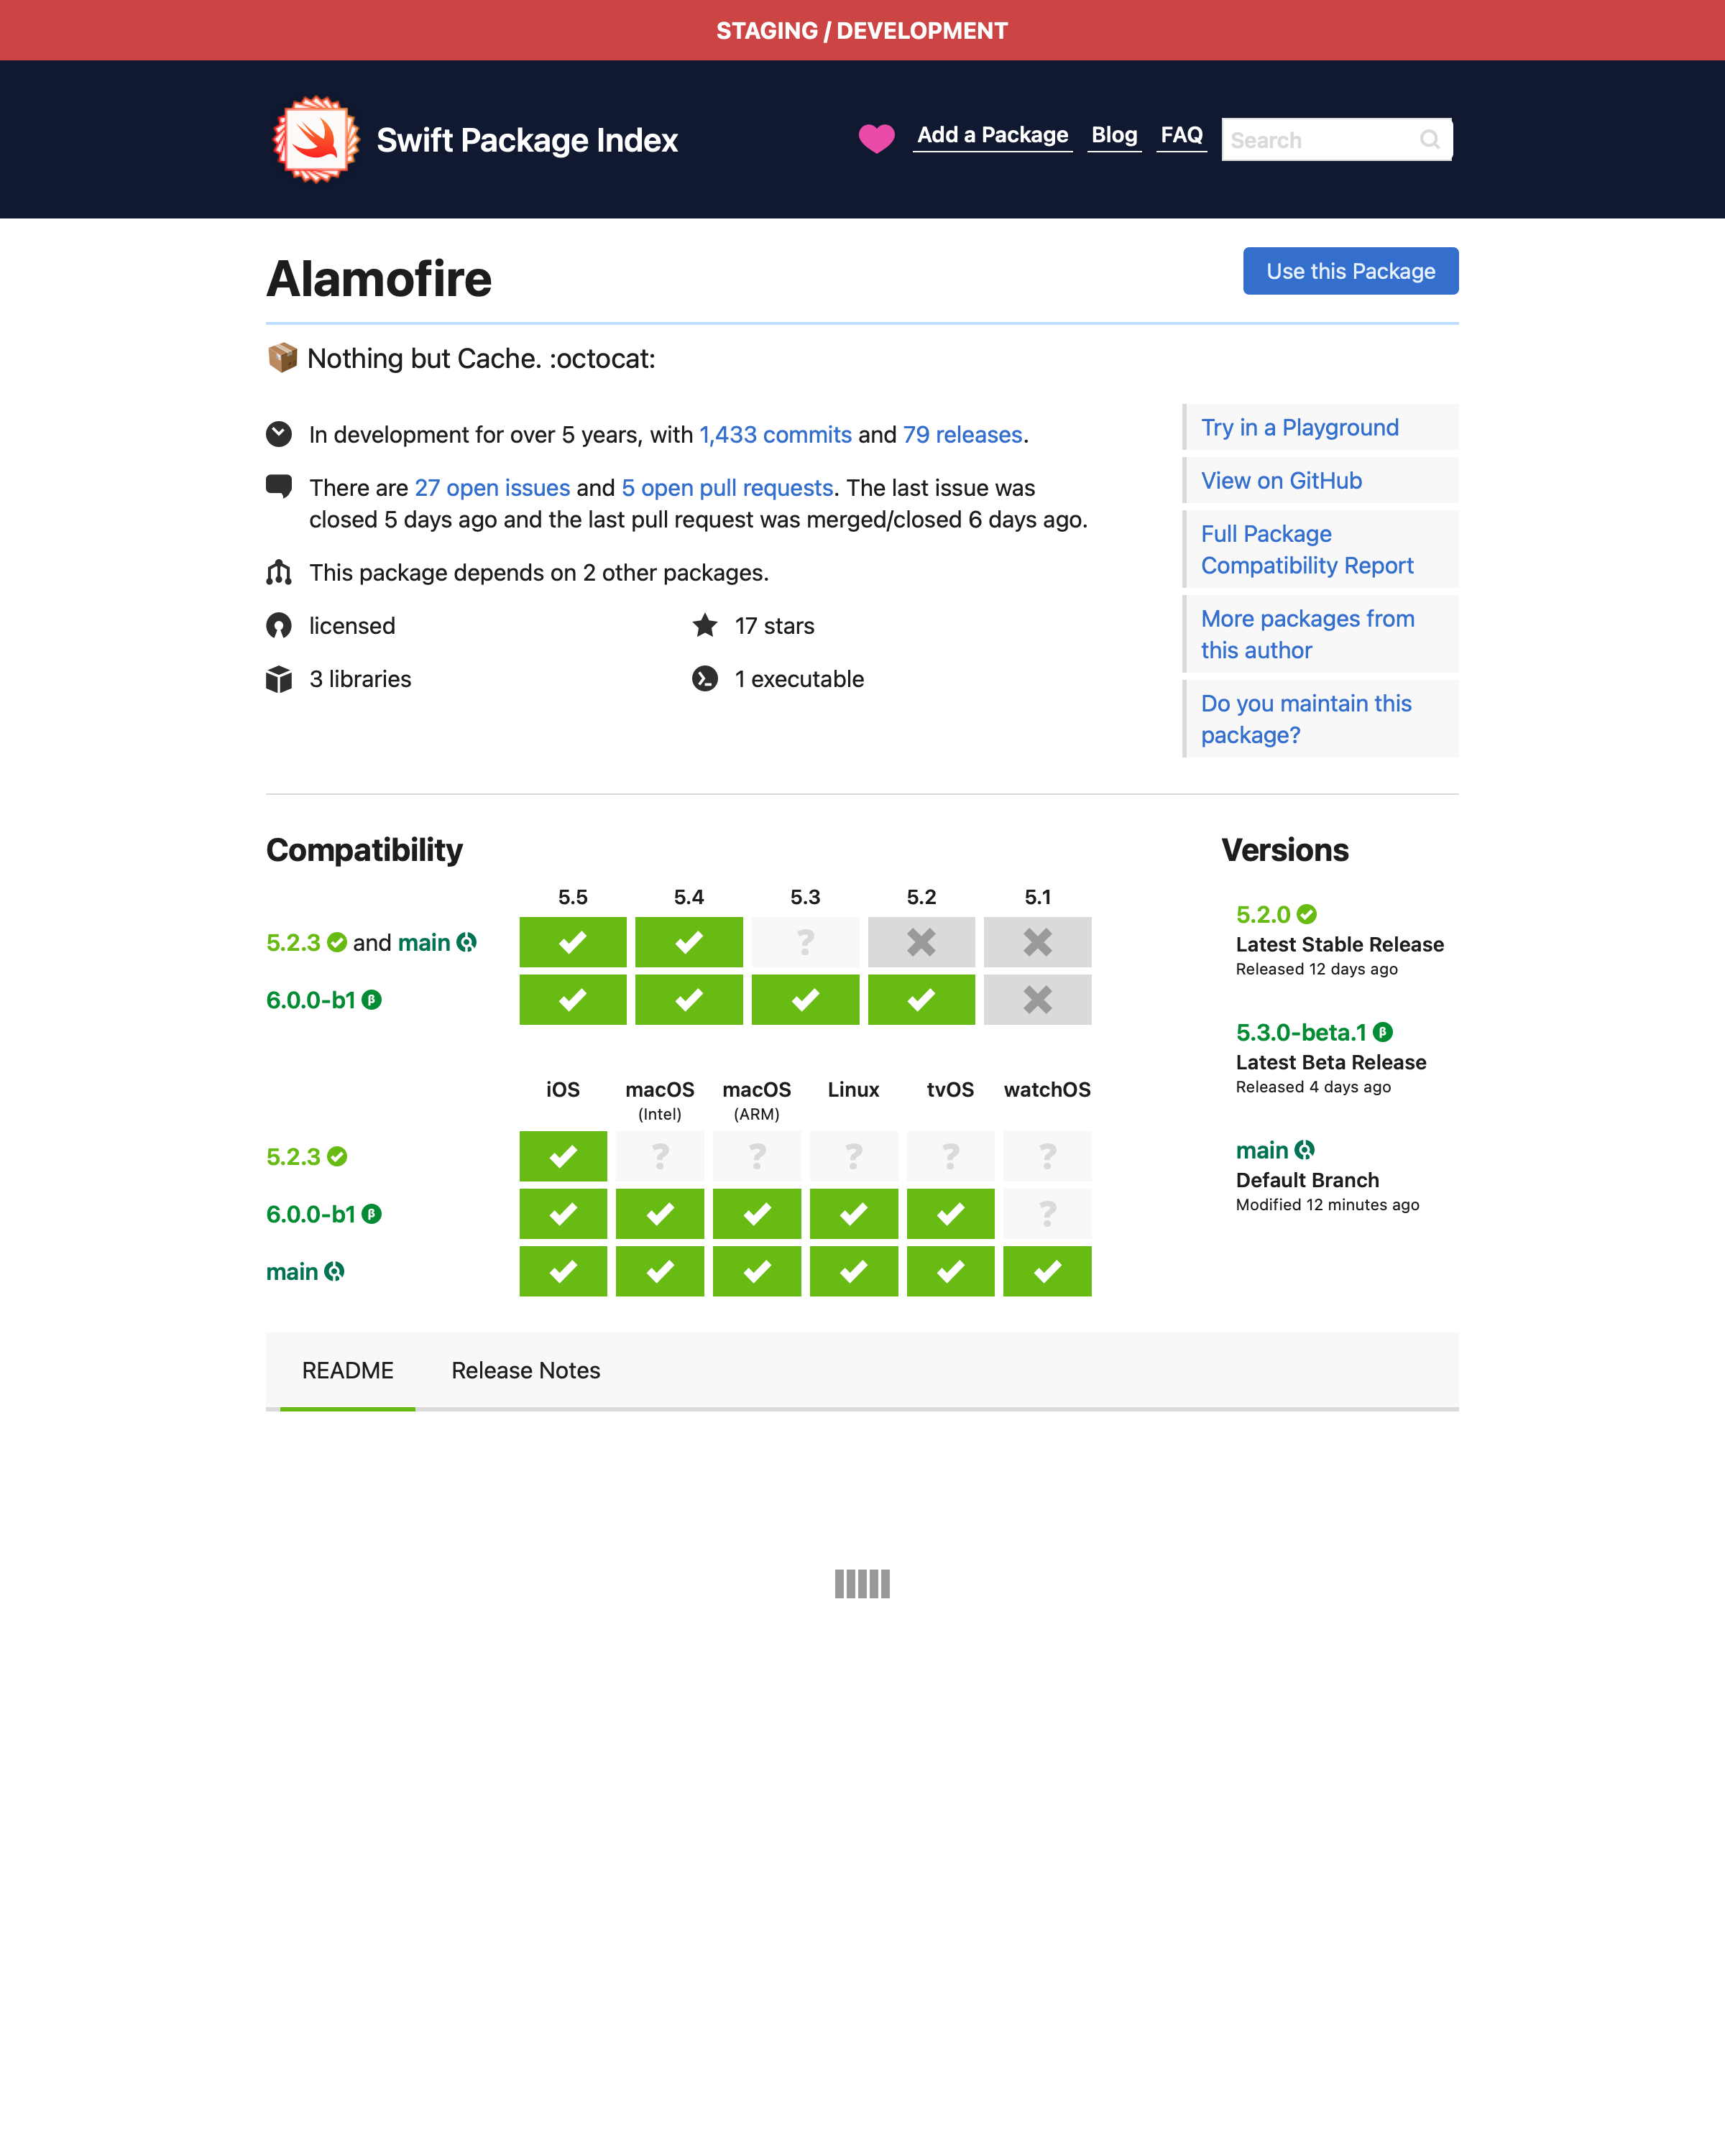 STAGING / DEVELOPMENT
Swift Package Index
Add a Package
Blog
FAQ
Search
Alamofire
Use this Package
📦 Nothing but Cache. :octocat:
In development for over 5 years, with 1,433 commits and 79 releases.
There are 27 open issues and 5 open pull requests. The last issue was
closed 5 days ago and the last pull request was merged/closed 6 days ago.
This package depends on 2 other packages.
licensed
17 stars
3 libraries
1 executable
Try in a Playground
View on GitHub
Full Package
Compatibility Report
More packages from
this author
Do you maintain this
package?
Compatibility
5.5 5.4 5.3 5.2 5.1
5.2.3 and main ?
6.0.0-b1 β
iOS macOS macOS Linux tvOS watchOS
(Intel) (ARM)
5.2.3 ? ? ? ? ?
6.0.0-b1 β ?
main
Versions
5.2.0
Latest Stable Release
Released 12 days ago
5.3.0-beta.1 β
Latest Beta Release
Released 4 days ago
main
Default Branch
Modified 12 minutes ago
README
Release Notes